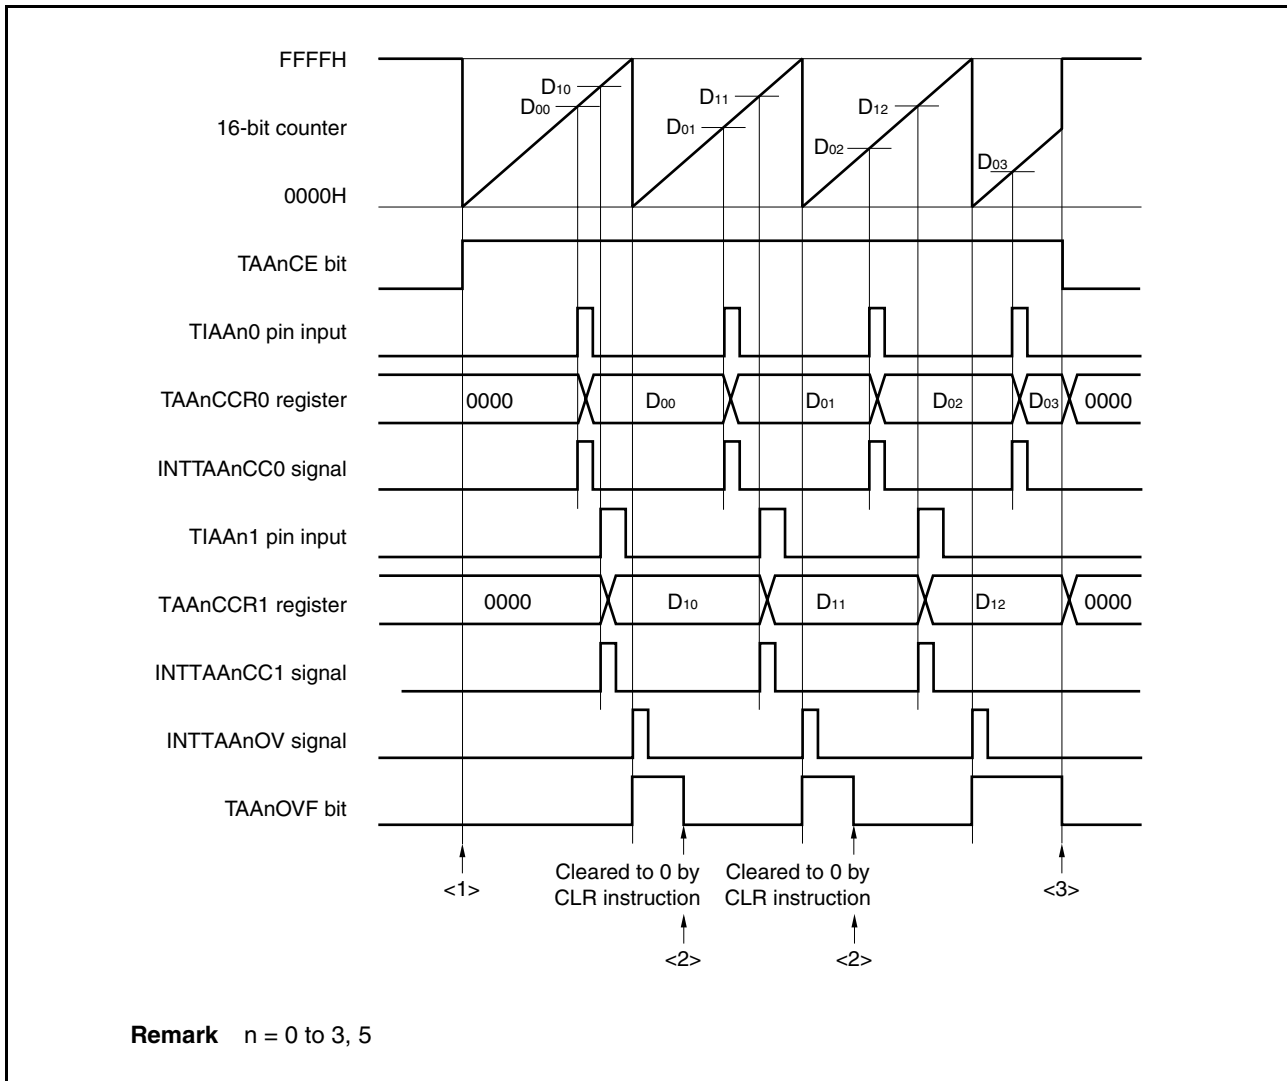 FFFFH
D10
D00
D11
D01
D12
D02
D03
16-bit counter
0000H
TAAnCE bit
TIAAn0 pin input
TAAnCCR0 register
0000
D00
D01
D02
D03
0000
INTTAAnCC0 signal
TIAAn1 pin input
TAAnCCR1 register
0000
D10
D11
D12
0000
INTTAAnCC1 signal
INTTAAnOV signal
TAAnOVF bit
<1>
Cleared to 0 by
CLR instruction
<2>
Cleared to 0 by
CLR instruction
<2>
<3>
Remark n = 0 to 3, 5